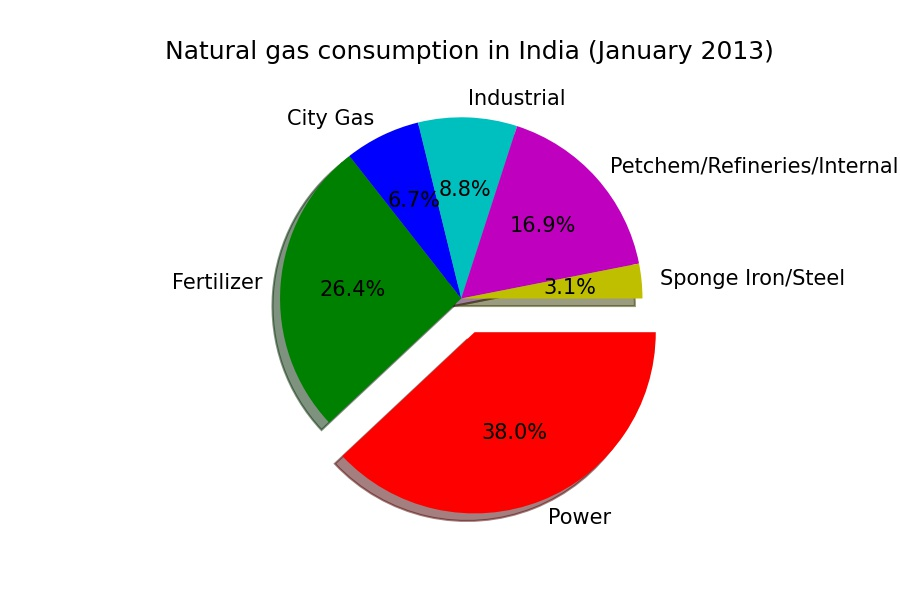 Natural gas consumption in India (January 2013)
Industrial
City Gas
Petchem/Refineries/Internal
8.8%
6.7%
16.9%
Sponge Iron/Steel
Fertilizer
26.4%
3.1%
38.0%
Power